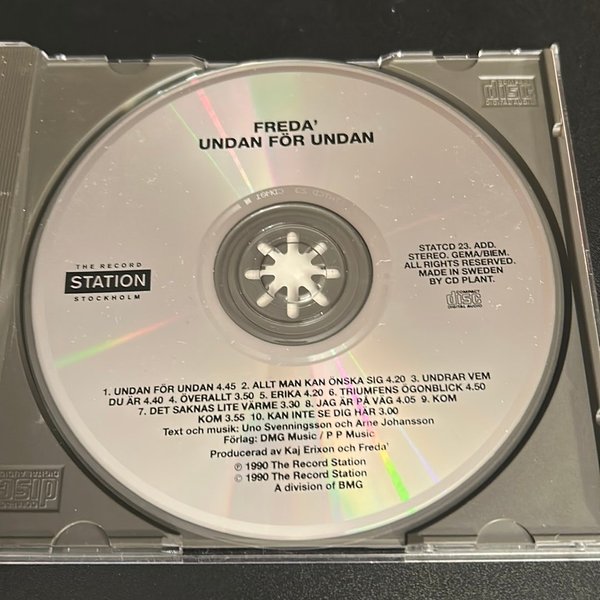 FREDA'
UNDAN FÖR UNDAN
COMPACT
disc
DIGITAL AUDIO
THE RECORD
STATION
STOCKHOLM
STATCD 23. ADD.
STEREO. GEMA/BIEM.
ALL RIGHTS RESERVED.
MADE IN SWEDEN
BY CD PLANT.
COMPACT
disc
DIGITAL AUDIO
1. UNDAN FÖR UNDAN 4.45 2. ALLT MAN KAN ÖNSKA SIG 4.20 3. UNDRAR VEM
DU ÄR 4.40 4. ÖVERALLT 3.50 5. ERIKA 4.20 6. TRIUMFENS ÖGONBLICK 4.50
7. DET SAKNAS LITE VÄRME 3.30 8. JAG ÄR PÅ VÄG 4.05 9. KOM
KOM 3.55 10. KAN INTE SE DIG HÄR 3.00
Text och musik: Uno Svenningsson och Arne Johansson
Förlag: DMG Music / P P Music
Producerad av Kaj Erixon och Freda'
℗ 1990 The Record Station
© 1990 The Record Station
A division of BMG
disc